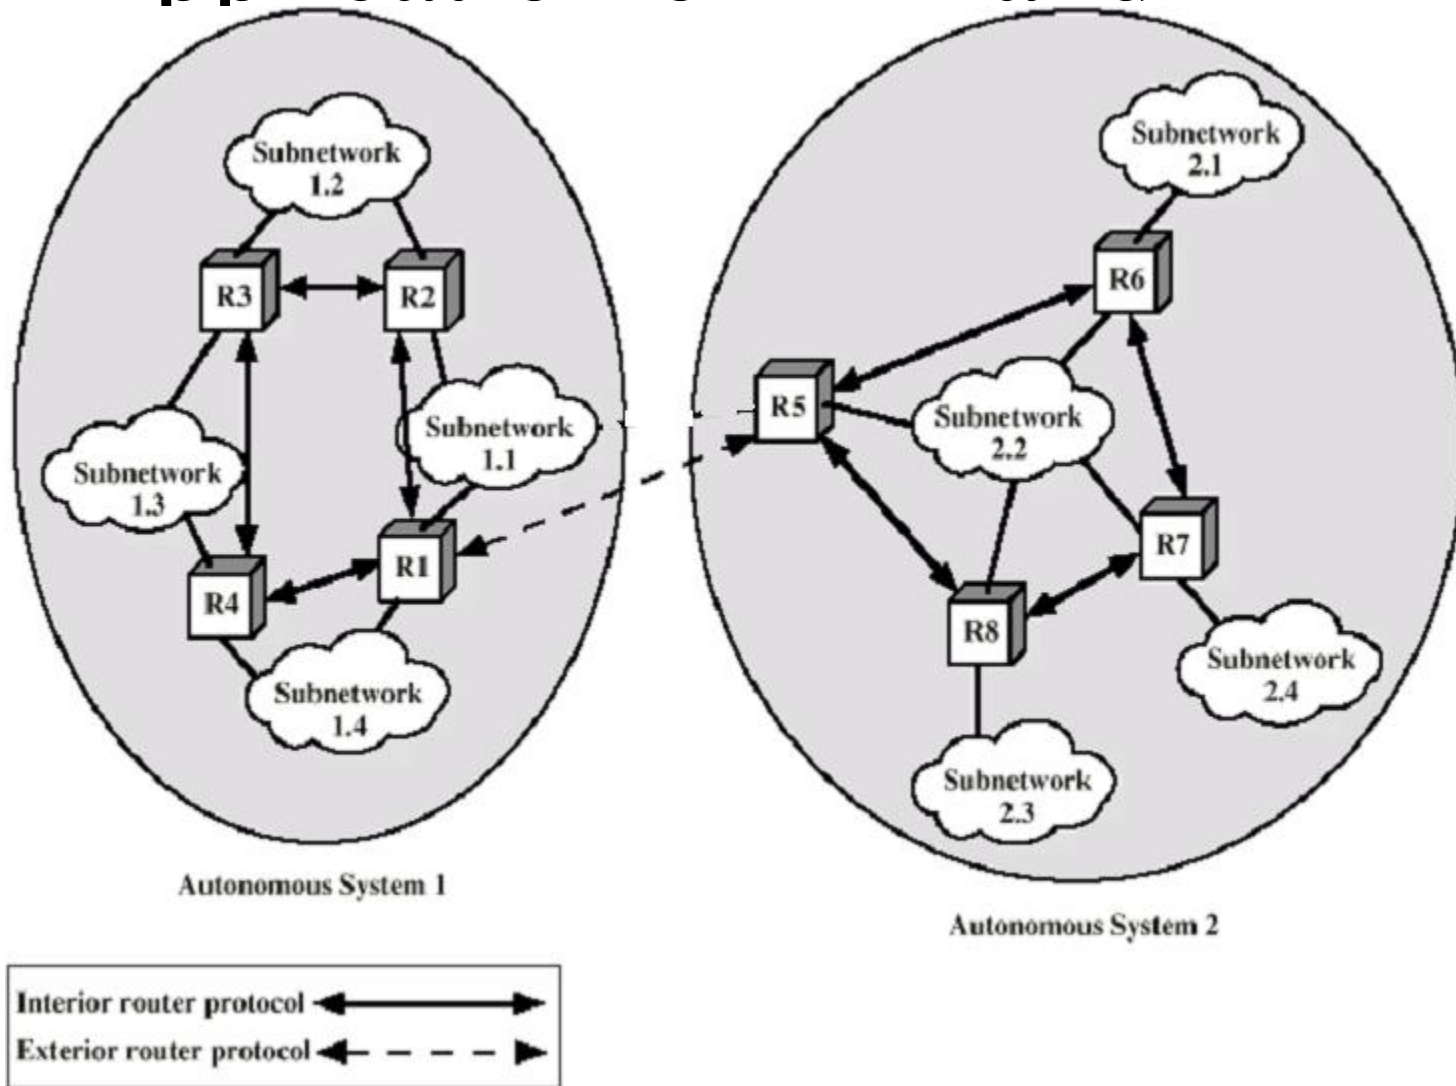 Subnetwork
1.2
R3
R2
Subnetwork
1.1
Subnetwork
1.3
R4
R1
Subnetwork
1.4
Autonomous System 1
Subnetwork
2.1
R6
R5
Subnetwork
2.2
R7
R8
Subnetwork
2.4
Subnetwork
2.3
Autonomous System 2
Interior router protocol
Exterior router protocol